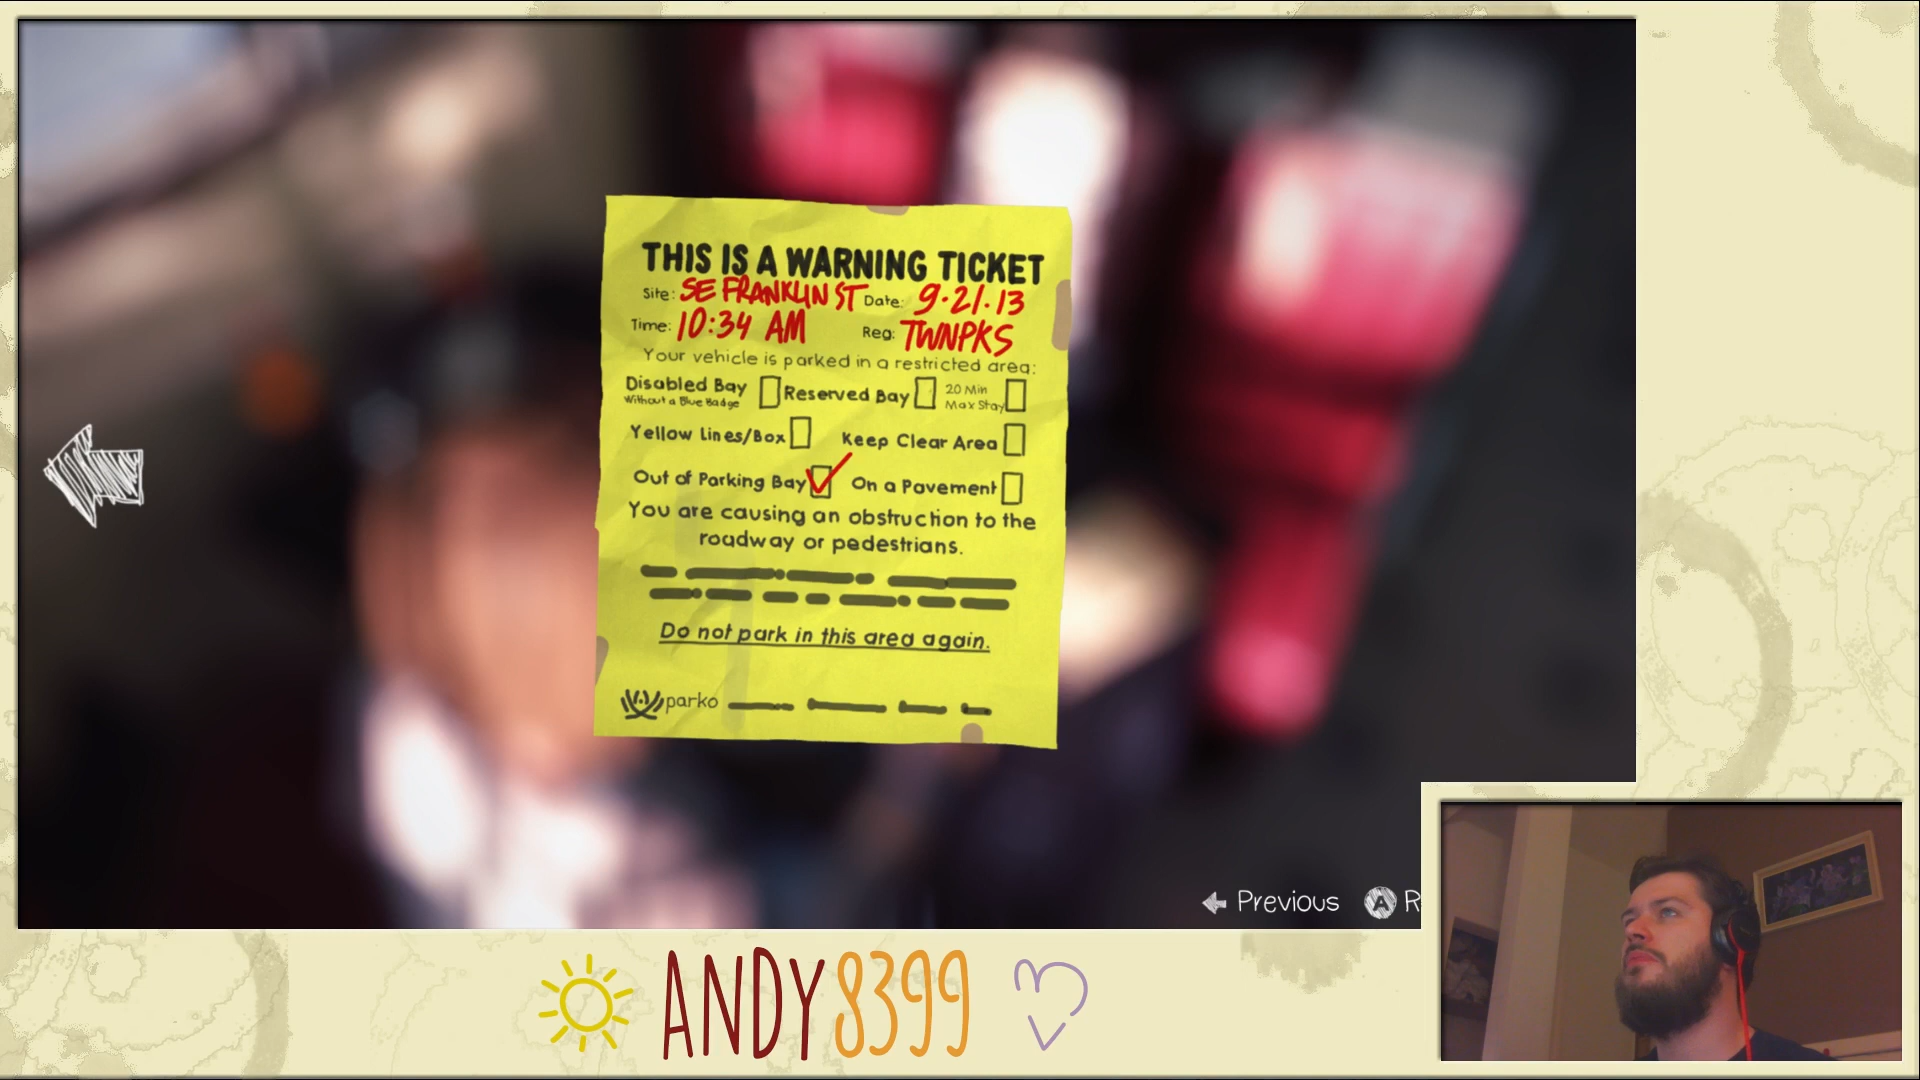 THIS IS A WARNING TICKET
Site: SE FRANKLIN ST Date: 9.21.13
Time: 10:34 AM Reg: TWNPKS
Your vehicle is parked in a restricted area:
Disabled Bay Reserved Bay 20 Min
Without a Blue Badge Max Stay
Yellow Lines/Box Keep Clear Area
Out of Parking Bay On a Pavement
You are causing an obstruction to the
roadway or pedestrians.
Do not park in this area again.
parko
Previous A R
ANDY8399